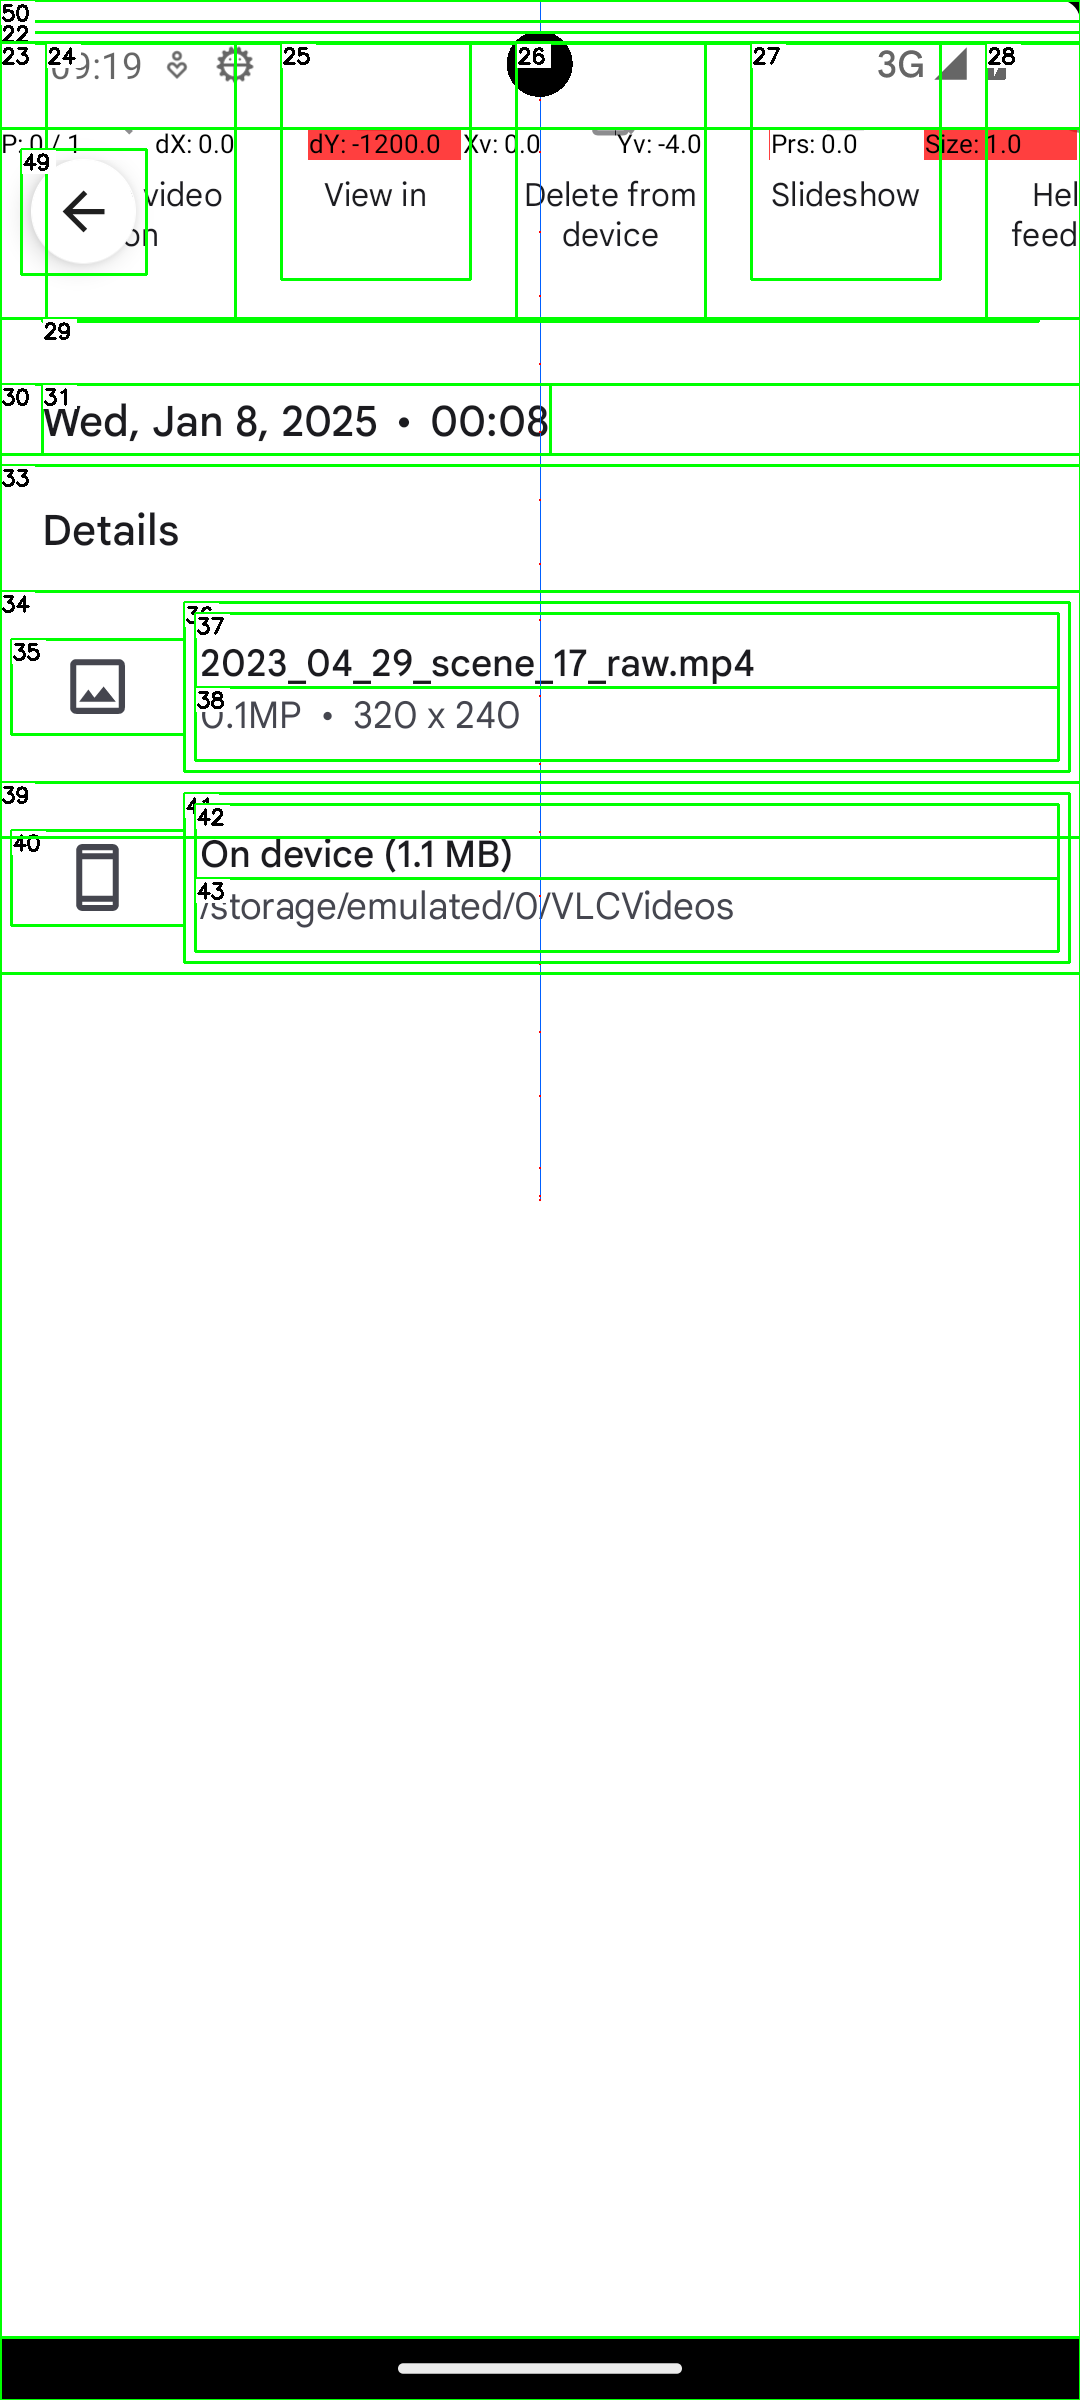 50
22
23 24 09:19 25 26 27 3G 28
P: 0 / 1 dX: 0.0 dY: -1200.0 Xv: 0.0 Yv: -4.0 Prs: 0.0 Size: 1.0
49
video View in Delete from Slideshow Hel
on device feed
29
30 31
Wed, Jan 8, 2025 • 00:08
33
Details
34 36
35 37
2023_04_29_scene_17_raw.mp4
38
0.1MP • 320 x 240
39 41
40 42
On device (1.1 MB)
43
/storage/emulated/0/VLCVideos